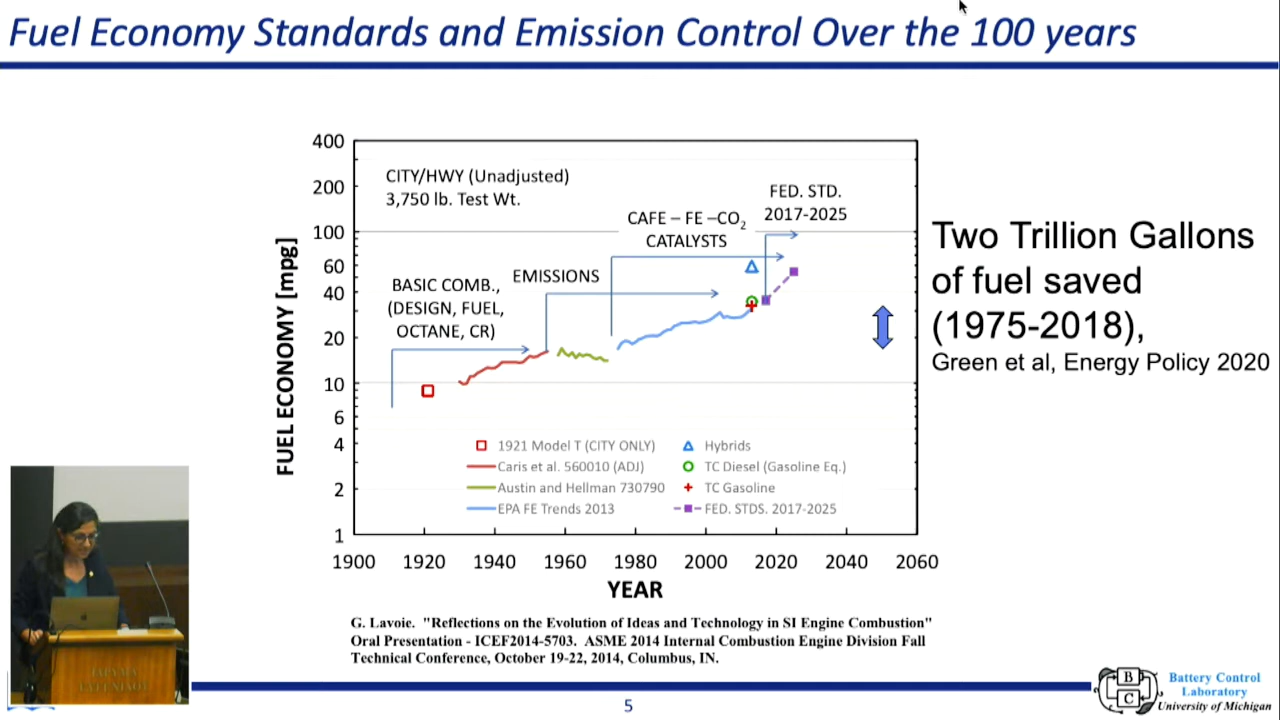 Fuel Economy Standards and Emission Control Over the 100 years
400
200
100
60
40
20
10
6
4
2
1
FUEL ECONOMY [mpg]
CITY/HWY (Unadjusted)
3,750 lb. Test Wt.
BASIC COMB.,
(DESIGN, FUEL,
OCTANE, CR)
EMISSIONS
CAFE – FE –CO₂
CATALYSTS
FED. STD.
2017-2025
1921 Model T (CITY ONLY)
Caris et al. 560010 (ADJ)
Austin and Hellman 730790
EPA FE Trends 2013
Hybrids
TC Diesel (Gasoline Eq.)
TC Gasoline
FED. STDS. 2017-2025
1900 1920 1940 1960 1980 2000 2020 2040 2060
YEAR
Two Trillion Gallons
of fuel saved
(1975-2018),
Green et al, Energy Policy 2020
G. Lavoie. "Reflections on the Evolution of Ideas and Technology in SI Engine Combustion"
Oral Presentation - ICEF2014-5703. ASME 2014 Internal Combustion Engine Division Fall
Technical Conference, October 19-22, 2014, Columbus, IN.
5
B
C
Battery Control
Laboratory
University of Michigan